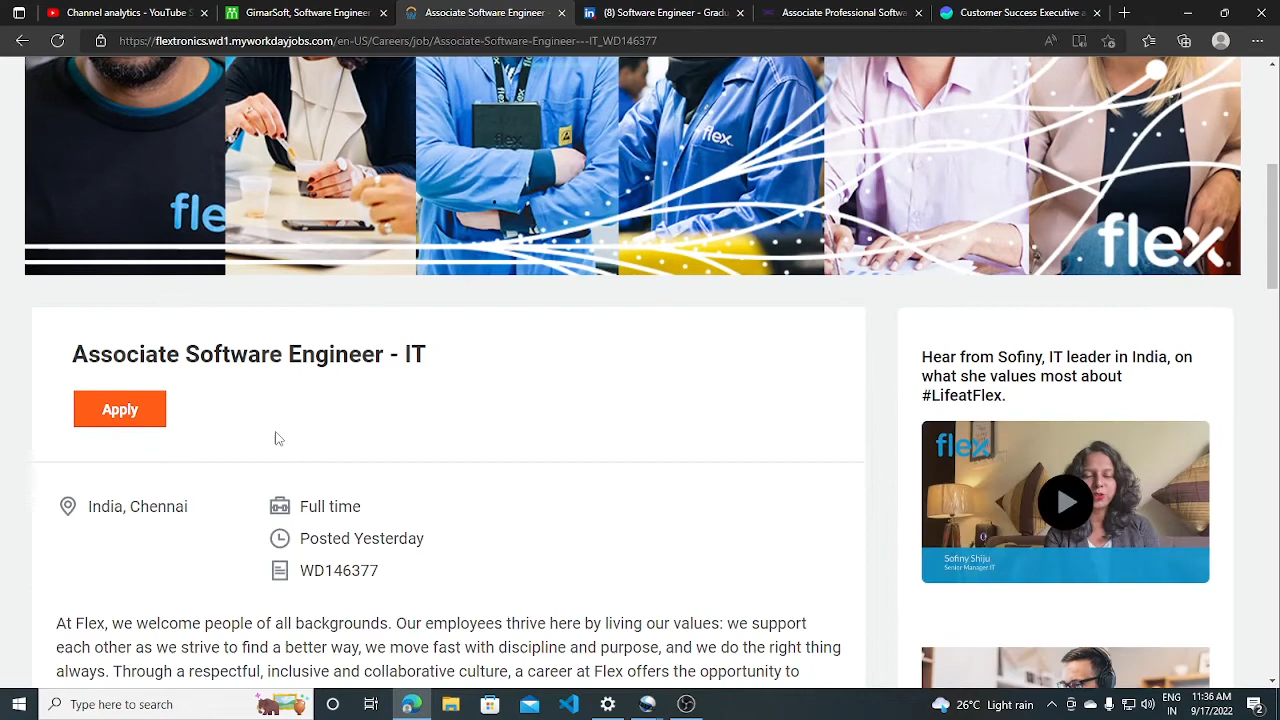 Channel analytics - YouTube S
GirnarSoft Software Engineer
Associate Software Engineer -
(8) Software Engineer - Gradu
Associate Professional Softwa
Customer Success Executive -
https://flextronics.wd1.myworkdayjobs.com/en-US/Careers/job/Associate-Software-Engineer---IT_WD146377
fle
flex
flex
flex
Associate Software Engineer - IT
Apply
India, Chennai
Full time
Posted Yesterday
WD146377
At Flex, we welcome people of all backgrounds. Our employees thrive here by living our values: we support
each other as we strive to find a better way, we move fast with discipline and purpose, and we do the right thing
always. Through a respectful, inclusive and collaborative culture, a career at Flex offers the opportunity to
Hear from Sofiny, IT leader in India, on
what she values most about
#LifeatFlex.
flex
Sofiny Shiju
Senior Manager IT
Type here to search
26°C Light rain
ENG
IN
11:36 AM
9/17/2022
2